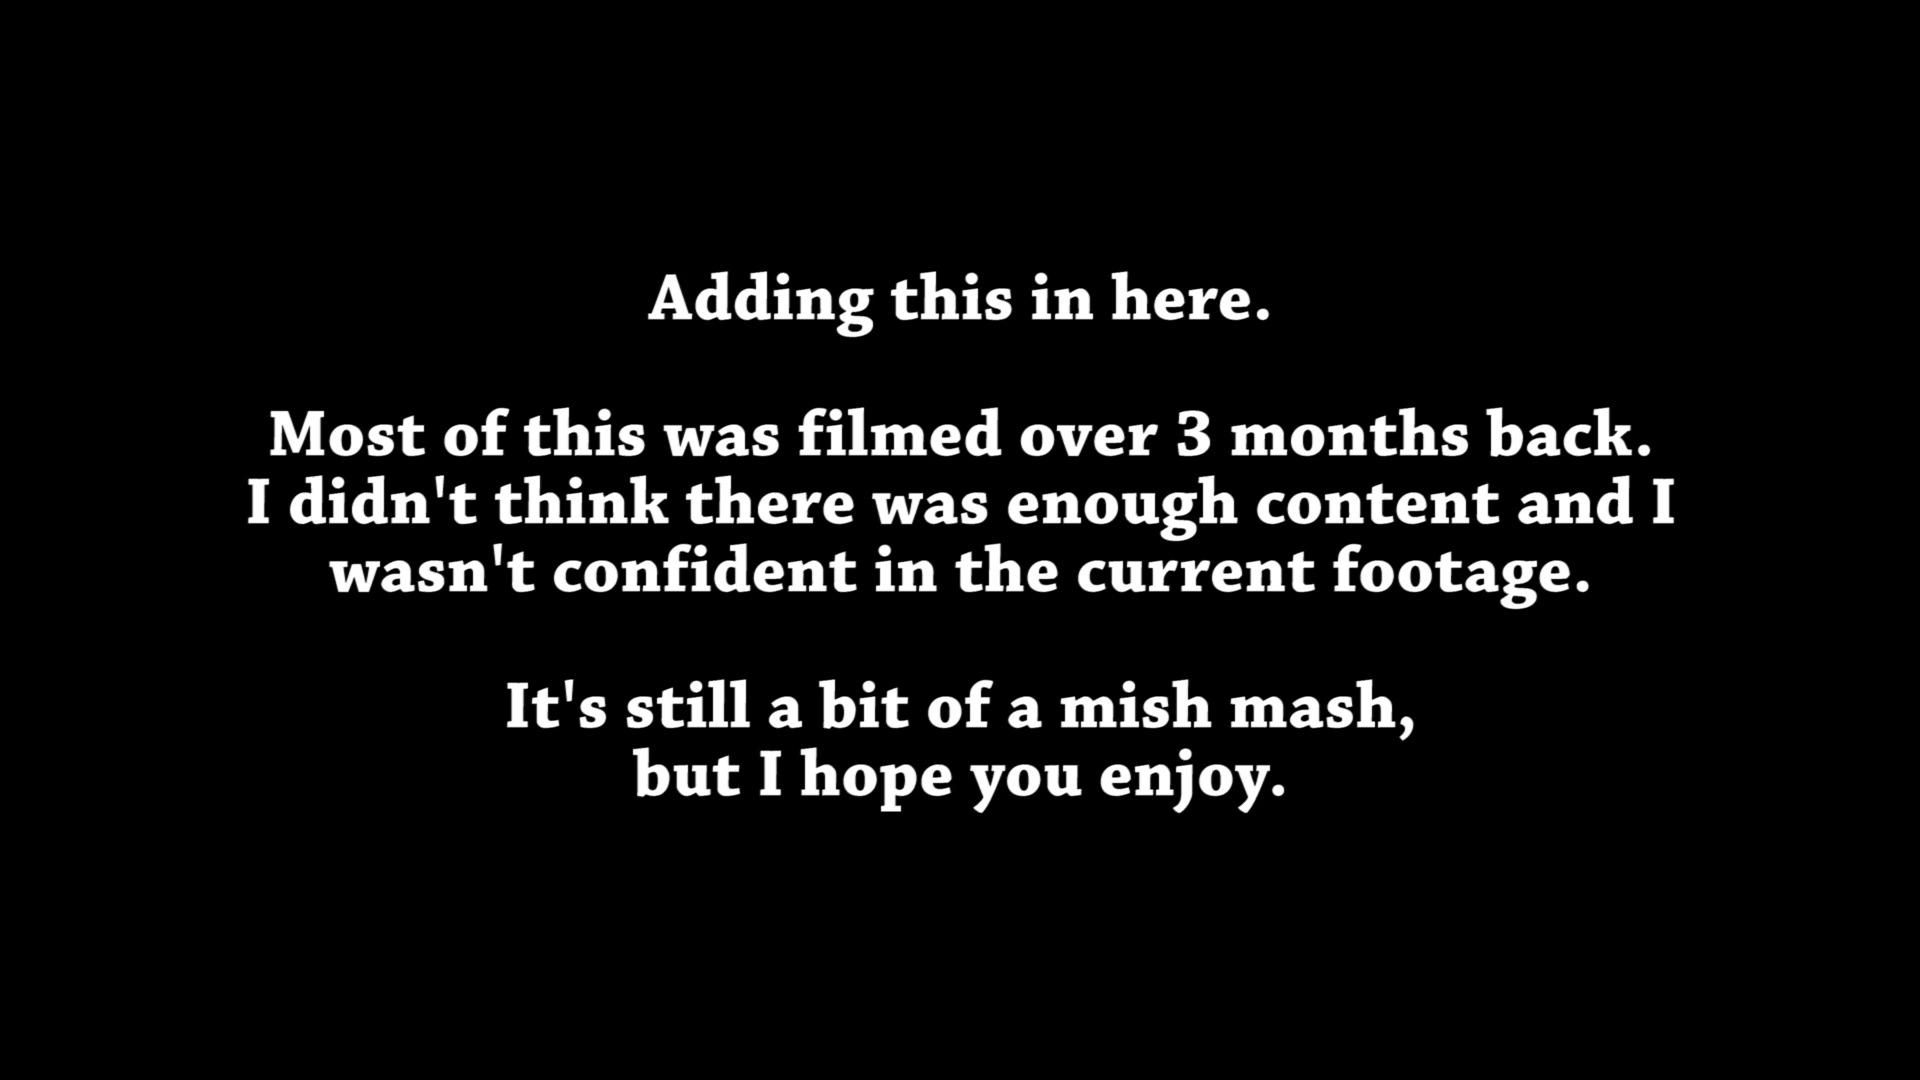 Adding this in here.
Most of this was filmed over 3 months back.
I didn't think there was enough content and I
wasn't confident in the current footage.
It's still a bit of a mish mash,
but I hope you enjoy.